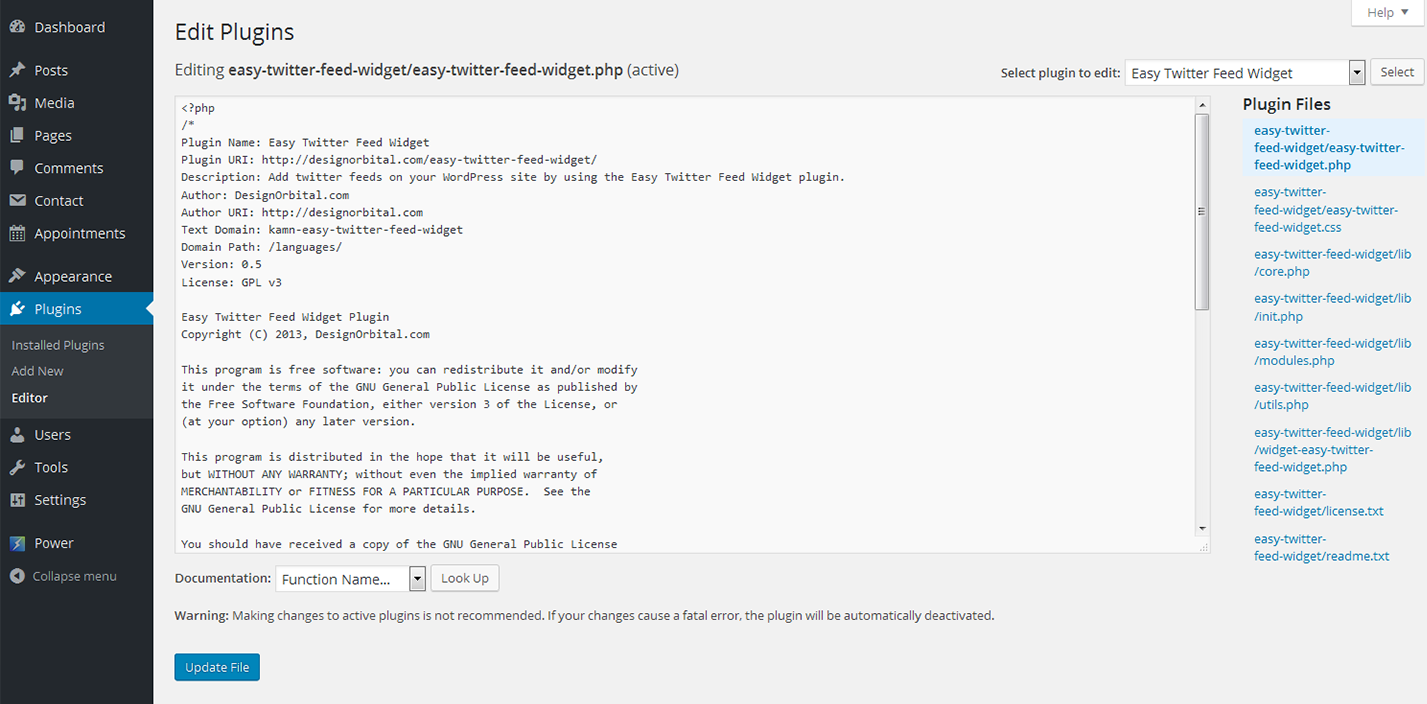 Dashboard
Posts
Media
Pages
Comments
Contact
Appointments
Appearance
Plugins
Installed Plugins
Add New
Editor
Users
Tools
Settings
Power
Collapse menu
Help
Edit Plugins
Editing easy-twitter-feed-widget/easy-twitter-feed-widget.php (active)
Select plugin to edit: Easy Twitter Feed Widget Select
<?php
/*
Plugin Name: Easy Twitter Feed Widget
Plugin URI: http://designorbital.com/easy-twitter-feed-widget/
Description: Add twitter feeds on your WordPress site by using the Easy Twitter Feed Widget plugin.
Author: DesignOrbital.com
Author URI: http://designorbital.com
Text Domain: kamn-easy-twitter-feed-widget
Domain Path: /languages/
Version: 0.5
License: GPL v3
Easy Twitter Feed Widget Plugin
Copyright (C) 2013, DesignOrbital.com
This program is free software: you can redistribute it and/or modify
it under the terms of the GNU General Public License as published by
the Free Software Foundation, either version 3 of the License, or
(at your option) any later version.
This program is distributed in the hope that it will be useful,
but WITHOUT ANY WARRANTY; without even the implied warranty of
MERCHANTABILITY or FITNESS FOR A PARTICULAR PURPOSE.  See the
GNU General Public License for more details.
You should have received a copy of the GNU General Public License
Plugin Files
easy-twitter-
feed-widget/easy-twitter-
feed-widget.php
easy-twitter-
feed-widget/easy-twitter-
feed-widget.css
easy-twitter-feed-widget/lib
/core.php
easy-twitter-feed-widget/lib
/init.php
easy-twitter-feed-widget/lib
/modules.php
easy-twitter-feed-widget/lib
/utils.php
easy-twitter-feed-widget/lib
/widget-easy-twitter-
feed-widget.php
easy-twitter-
feed-widget/license.txt
easy-twitter-
feed-widget/readme.txt
Documentation: Function Name... Look Up
Warning: Making changes to active plugins is not recommended. If your changes cause a fatal error, the plugin will be automatically deactivated.
Update File